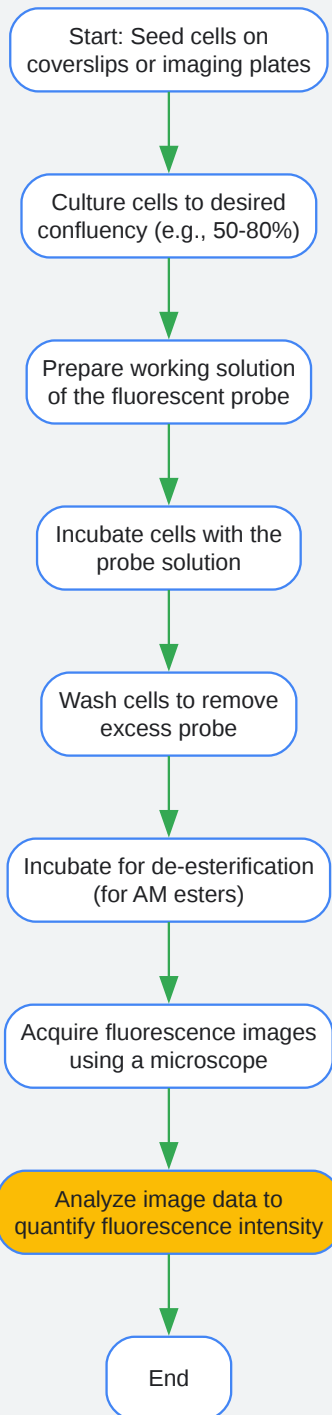 Start: Seed cells on
coverslips or imaging plates
Culture cells to desired
confluency (e.g., 50-80%)
Prepare working solution
of the fluorescent probe
Incubate cells with the
probe solution
Wash cells to remove
excess probe
Incubate for de-esterification
(for AM esters)
Acquire fluorescence images
using a microscope
Analyze image data to
quantify fluorescence intensity
End